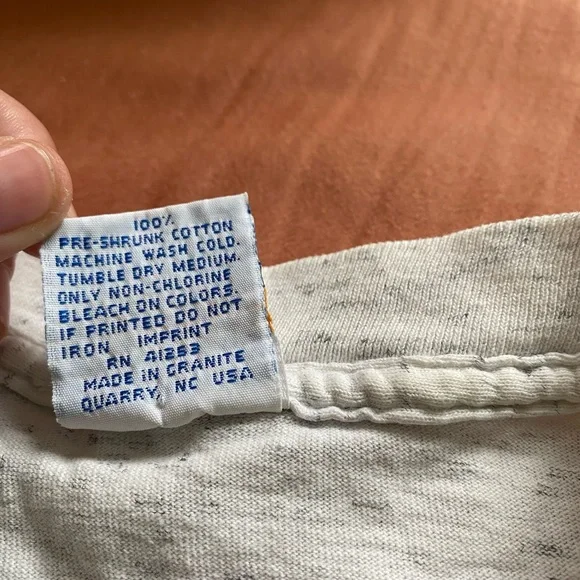 100%
PRE-SHRUNK COTTON
MACHINE WASH COLD.
TUMBLE DRY MEDIUM.
ONLY NON-CHLORINE
BLEACH ON COLORS.
IF PRINTED DO NOT
IRON IMPRINT
RN 41233
MADE IN GRANITE
QUARRY, NC USA